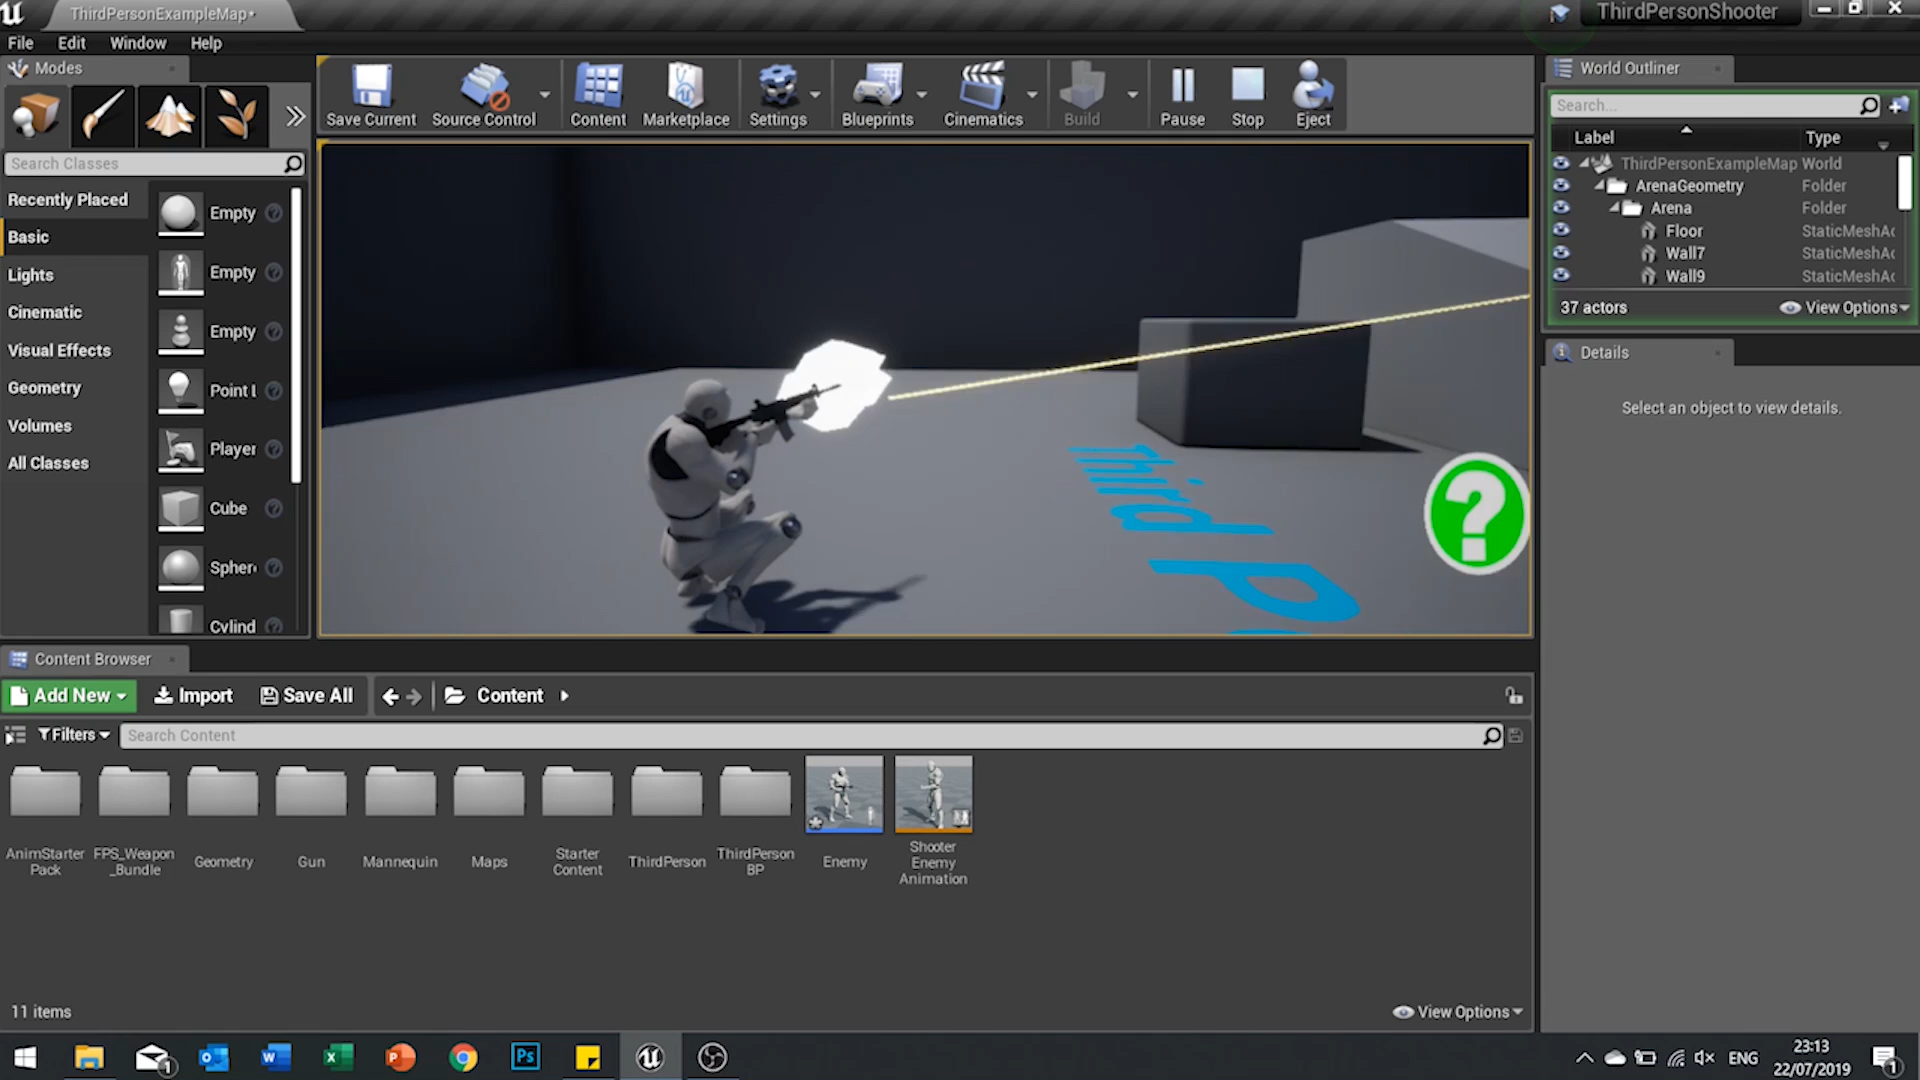 ThirdPersonExampleMap•
ThirdPersonShooter
File Edit Window Help
Modes
Search Classes
Recently Placed
Basic
Lights
Cinematic
Visual Effects
Geometry
Volumes
All Classes
Empty
Empty
Empty
Point L
Player
Cube
Spher
Cylind
Save Current
Source Control
Content
Marketplace
Settings
Blueprints
Cinematics
Build
Pause
Stop
Eject
Third P
?
World Outliner
Search...
Label Type
ThirdPersonExampleMap World
ArenaGeometry Folder
Arena Folder
Floor StaticMeshAc
Wall7 StaticMeshAc
Wall9 StaticMeshAc
37 actors View Options
Details
Select an object to view details.
Content Browser
Add New Import Save All Content
Filters Search Content
AnimStarter
Pack
FPS_Weapon
_Bundle
Geometry
Gun
Mannequin
Maps
Starter
Content
ThirdPerson
ThirdPerson
BP
Enemy
Shooter
Enemy
Animation
11 items View Options
ENG
23:13
22/07/2019